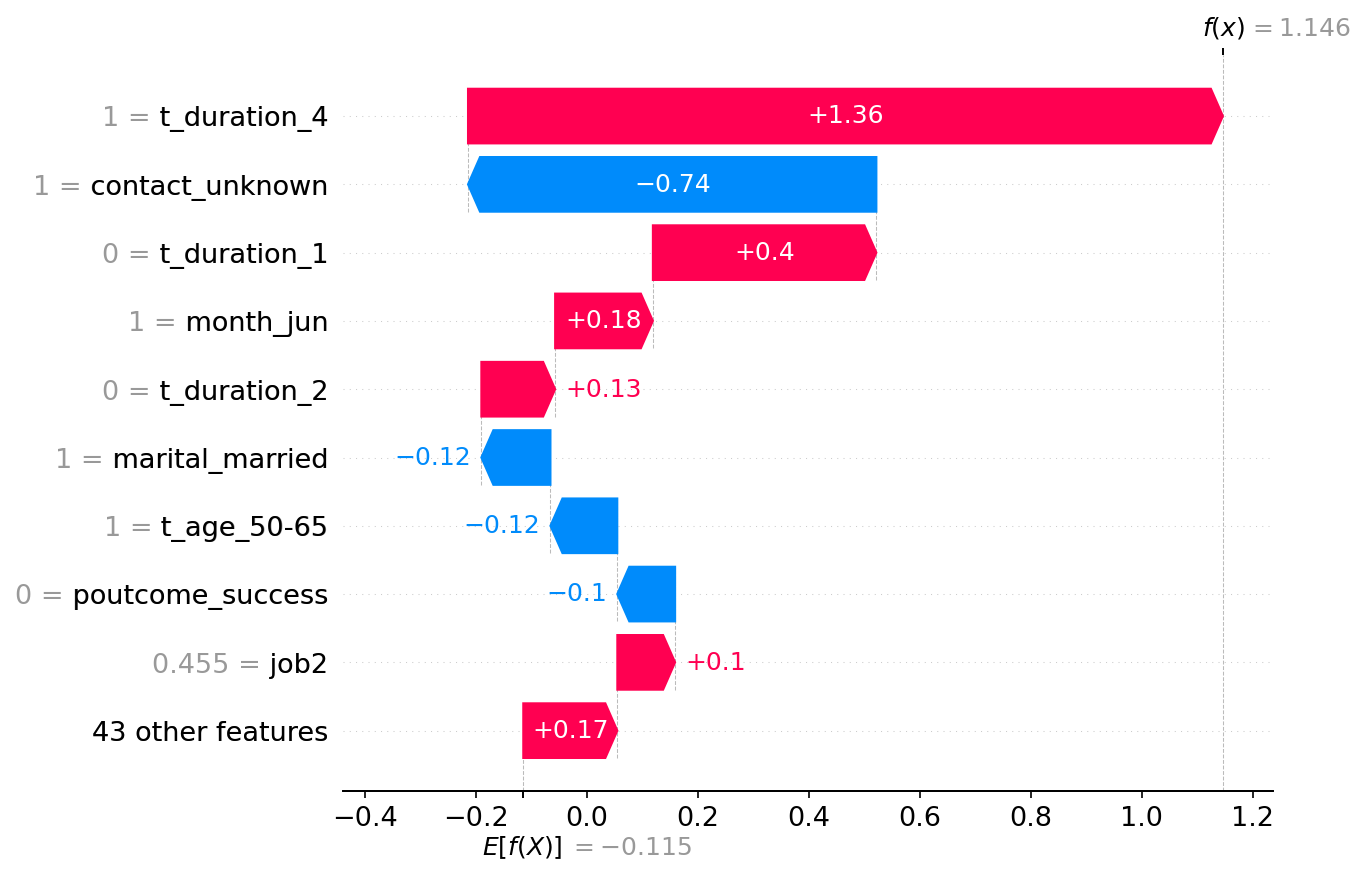 f(x) = 1.146
1 = t_duration_4 +1.36
1 = contact_unknown −0.74
0 = t_duration_1 +0.4
1 = month_jun +0.18
0 = t_duration_2 +0.13
1 = marital_married −0.12
1 = t_age_50-65 −0.12
0 = poutcome_success −0.1
0.455 = job2 +0.1
43 other features +0.17
−0.4 −0.2 0.0 0.2 0.4 0.6 0.8 1.0 1.2
E[f(X)] = −0.115